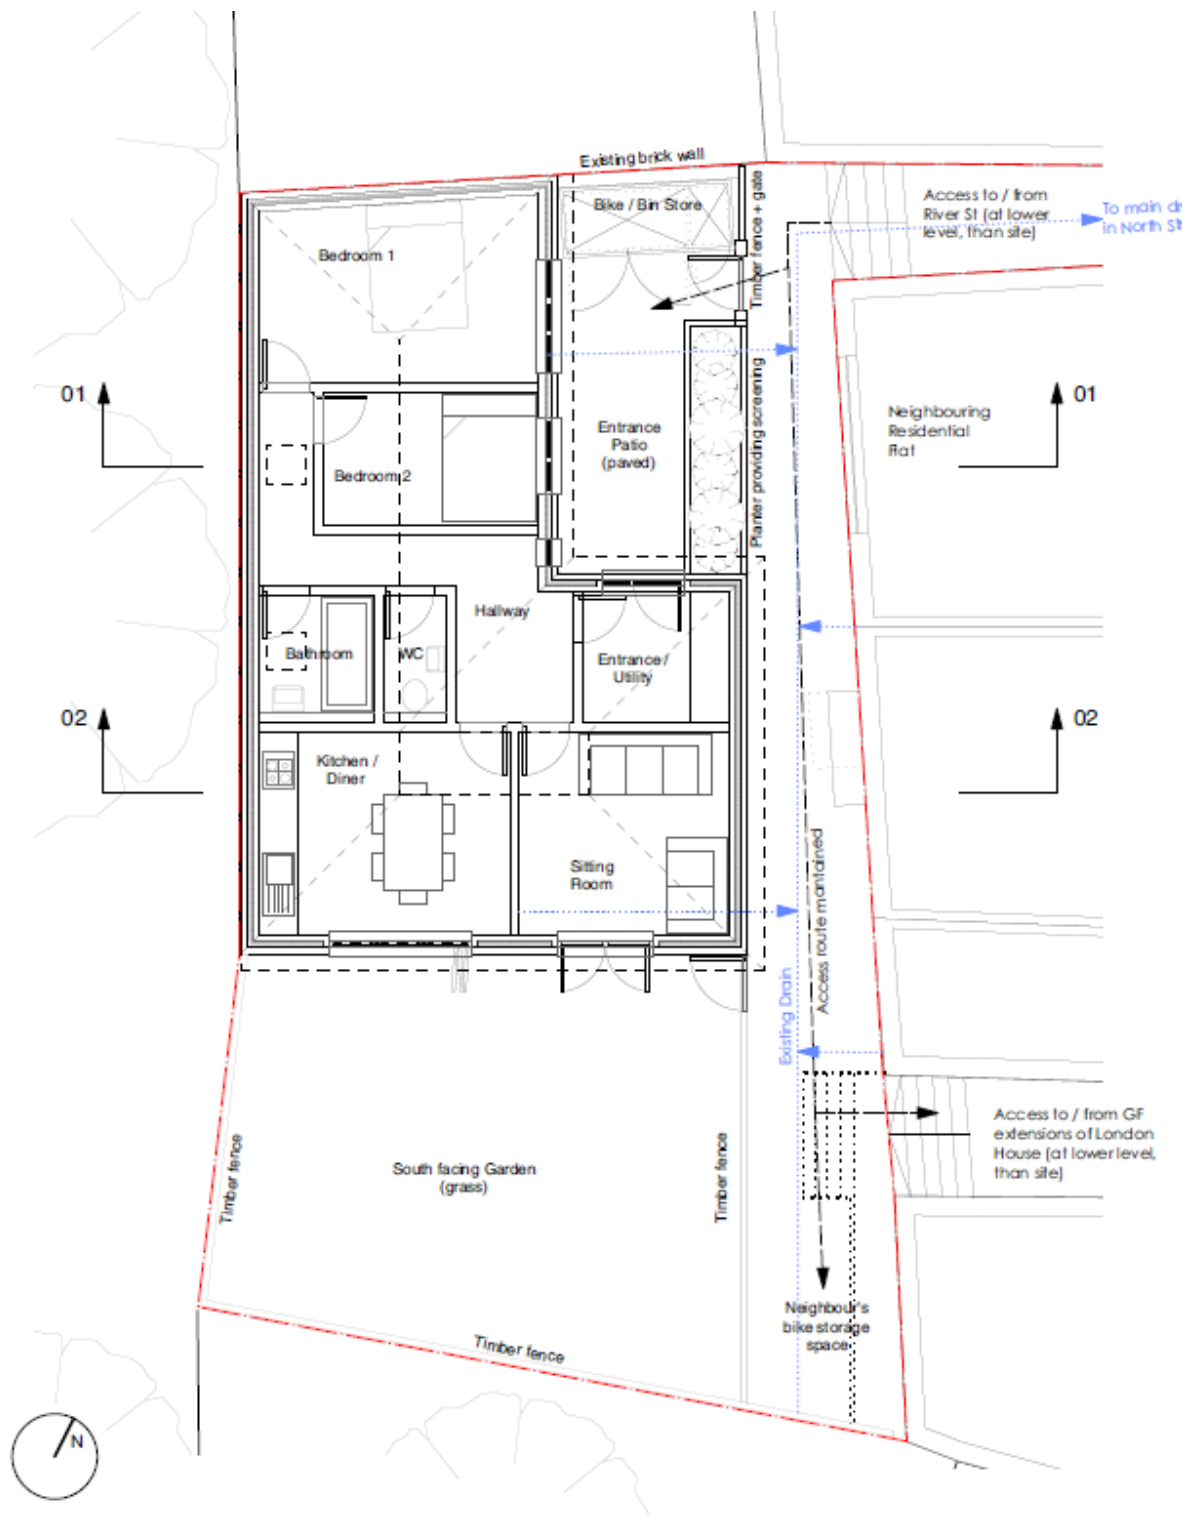 Existing brick wall
Bike / Bin Store
Timber fence + gate
Access to / from
River St (at lower
level, than site)
To main
in North
Bedroom 1
01
01
Neighbouring
Residential
Flat
Entrance
Patio
(paved)
Planter providing screening
Bedroom 2
Hallway
Bathroom
WC
Entrance/
Utility
02
02
Kitchen /
Diner
Sitting
Room
Access route mantained
Existing Drain
Access to / from GF
extensions of London
House (at lower level,
than site)
South facing Garden
(grass)
Timber fence
Timber fence
Timber fence
Neighbour's
bike storage
space
N